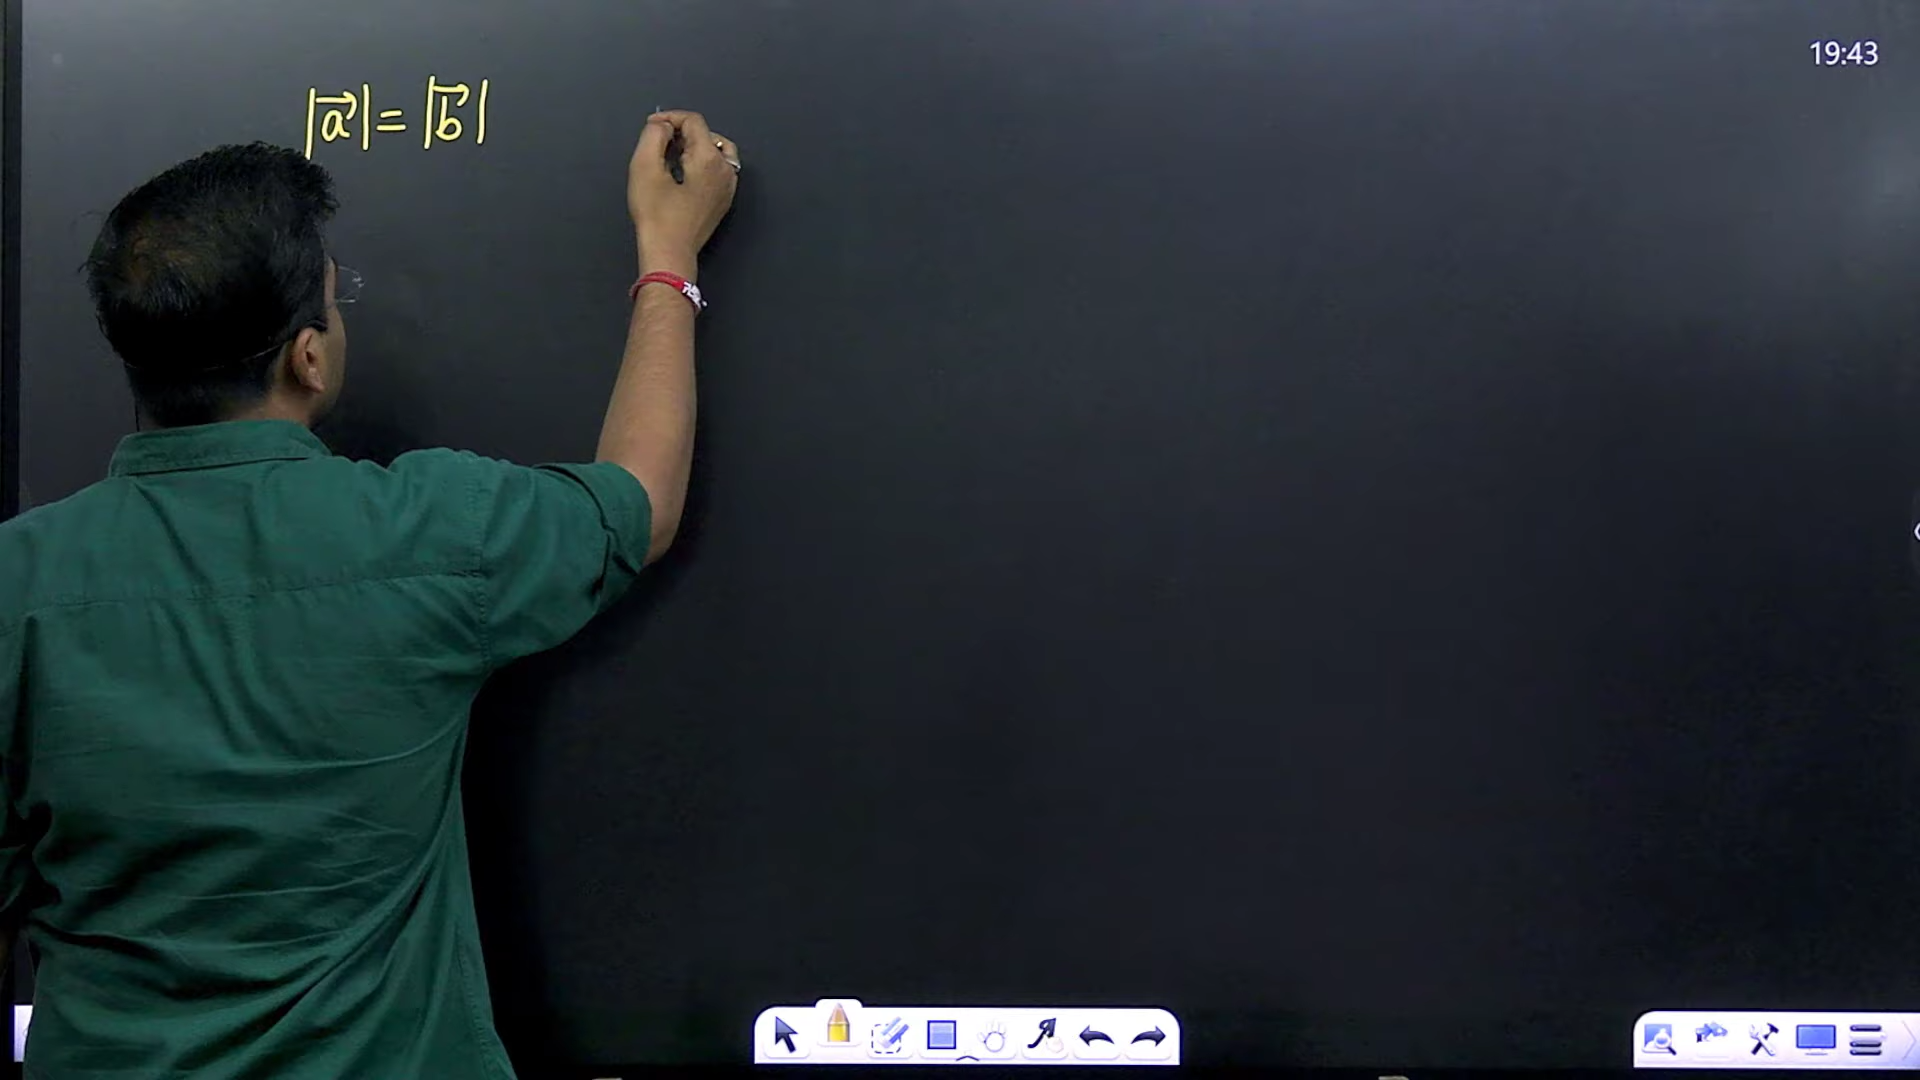 19:43
|a⃗| = |b⃗|